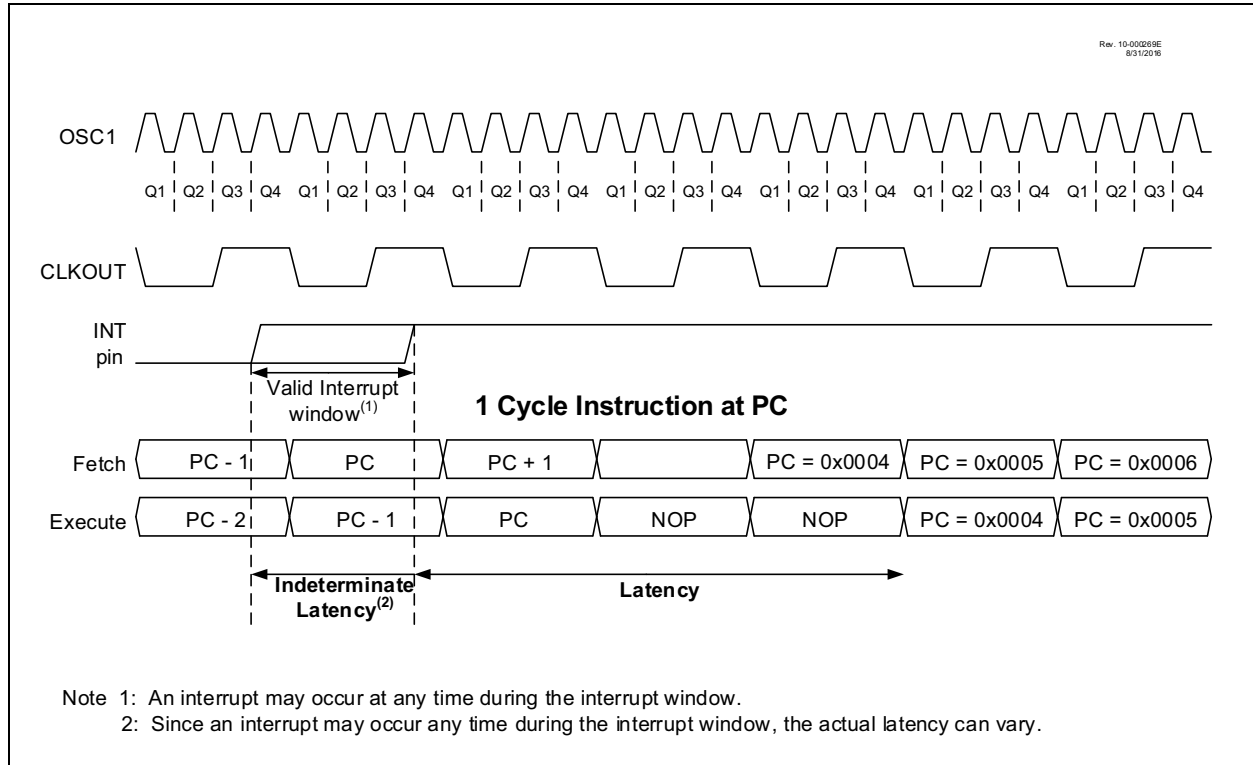 Rev. 10-000269E
8/31/2016
OSC1
Q1 Q2 Q3 Q4 Q1 Q2 Q3 Q4 Q1 Q2 Q3 Q4 Q1 Q2 Q3 Q4 Q1 Q2 Q3 Q4 Q1 Q2 Q3 Q4 Q1 Q2 Q3 Q4
CLKOUT
INT
pin
Valid Interrupt
window(1)
1 Cycle Instruction at PC
Fetch PC - 1 PC PC + 1 PC = 0x0004 PC = 0x0005 PC = 0x0006
Execute PC - 2 PC - 1 PC NOP NOP PC = 0x0004 PC = 0x0005
Indeterminate
Latency(2)
Latency
Note 1: An interrupt may occur at any time during the interrupt window.
2: Since an interrupt may occur any time during the interrupt window, the actual latency can vary.